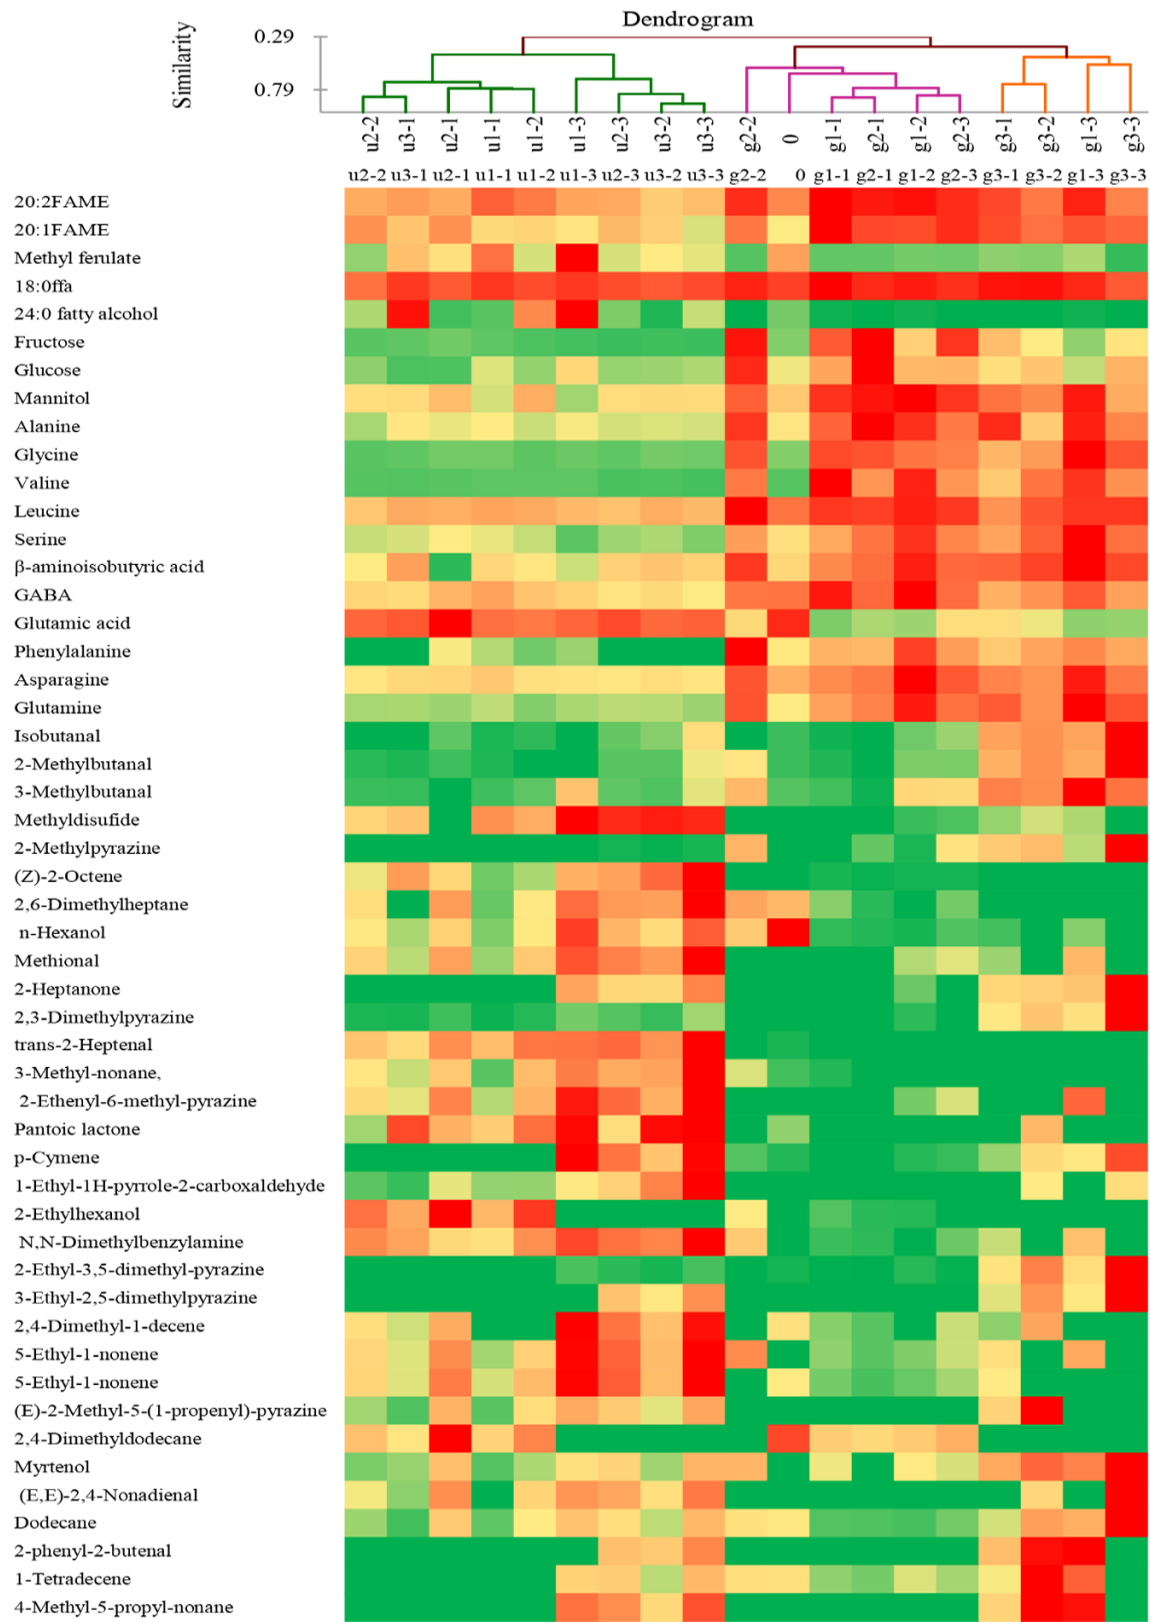 Dendrogram
Similarity
0.29
0.79
u2-2 u3-1 u2-1 u1-1 u1-2 u1-3 u2-3 u3-2 u3-3 g2-2 0 g1-1 g2-1 g1-2 g2-3 g3-1 g3-2 g1-3 g3-3
u2-2 u3-1 u2-1 u1-1 u1-2 u1-3 u2-3 u3-2 u3-3 g2-2 0 g1-1 g2-1 g1-2 g2-3 g3-1 g3-2 g1-3 g3-3
20:2FAME
20:1FAME
Methyl ferulate
18:0ffa
24:0 fatty alcohol
Fructose
Glucose
Mannitol
Alanine
Glycine
Valine
Leucine
Serine
β-aminoisobutyric acid
GABA
Glutamic acid
Phenylalanine
Asparagine
Glutamine
Isobutanal
2-Methylbutanal
3-Methylbutanal
Methyldisufide
2-Methylpyrazine
(Z)-2-Octene
2,6-Dimethylheptane
n-Hexanol
Methional
2-Heptanone
2,3-Dimethylpyrazine
trans-2-Heptenal
3-Methyl-nonane,
2-Ethenyl-6-methyl-pyrazine
Pantoic lactone
p-Cymene
1-Ethyl-1H-pyrrole-2-carboxaldehyde
2-Ethylhexanol
N,N-Dimethylbenzylamine
2-Ethyl-3,5-dimethyl-pyrazine
3-Ethyl-2,5-dimethylpyrazine
2,4-Dimethyl-1-decene
5-Ethyl-1-nonene
5-Ethyl-1-nonene
(E)-2-Methyl-5-(1-propenyl)-pyrazine
2,4-Dimethyldodecane
Myrtenol
(E,E)-2,4-Nonadienal
Dodecane
2-phenyl-2-butenal
1-Tetradecene
4-Methyl-5-propyl-nonane